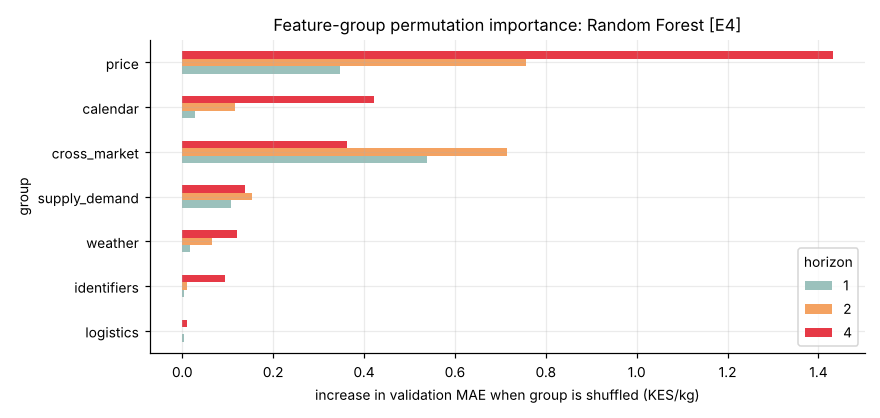 Feature-group permutation importance: Random Forest [E4]
group
price
calendar
cross_market
supply_demand
weather
identifiers
logistics
horizon
1
2
4
0.0 0.2 0.4 0.6 0.8 1.0 1.2 1.4
increase in validation MAE when group is shuffled (KES/kg)